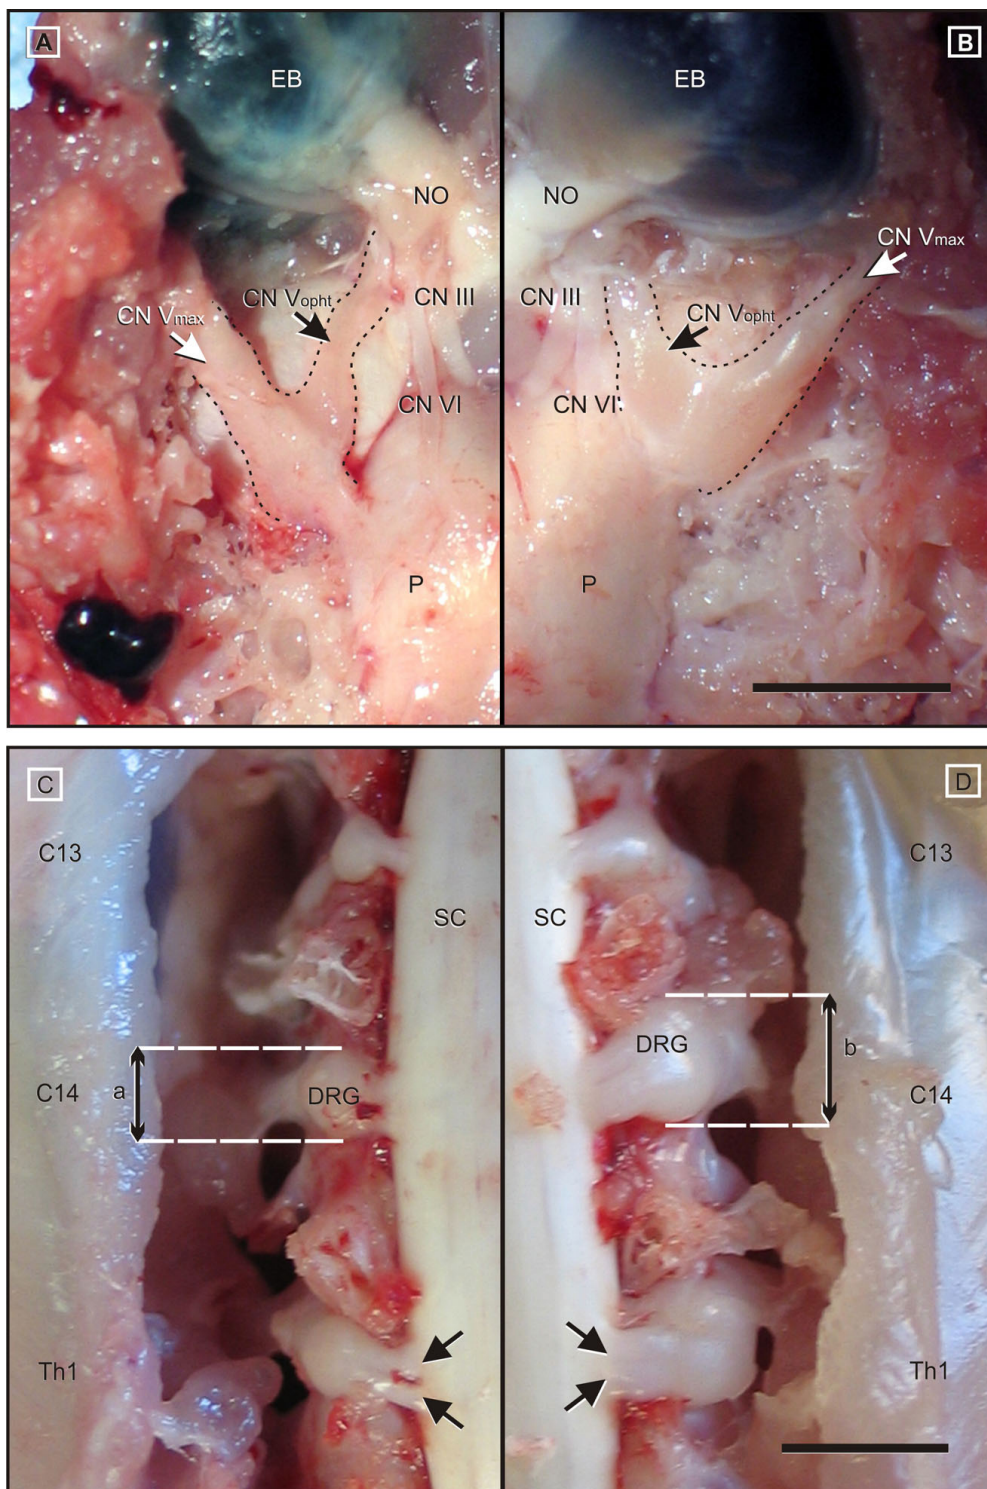 A
B
EB
EB
NO
NO
CN Vmax
CN Vopht
CN III
CN III
CN Vopht
CN Vmax
CN VI
CN VI
P
P
C
D
C13
C13
SC
SC
DRG
b
C14
a
DRG
C14
Th1
Th1